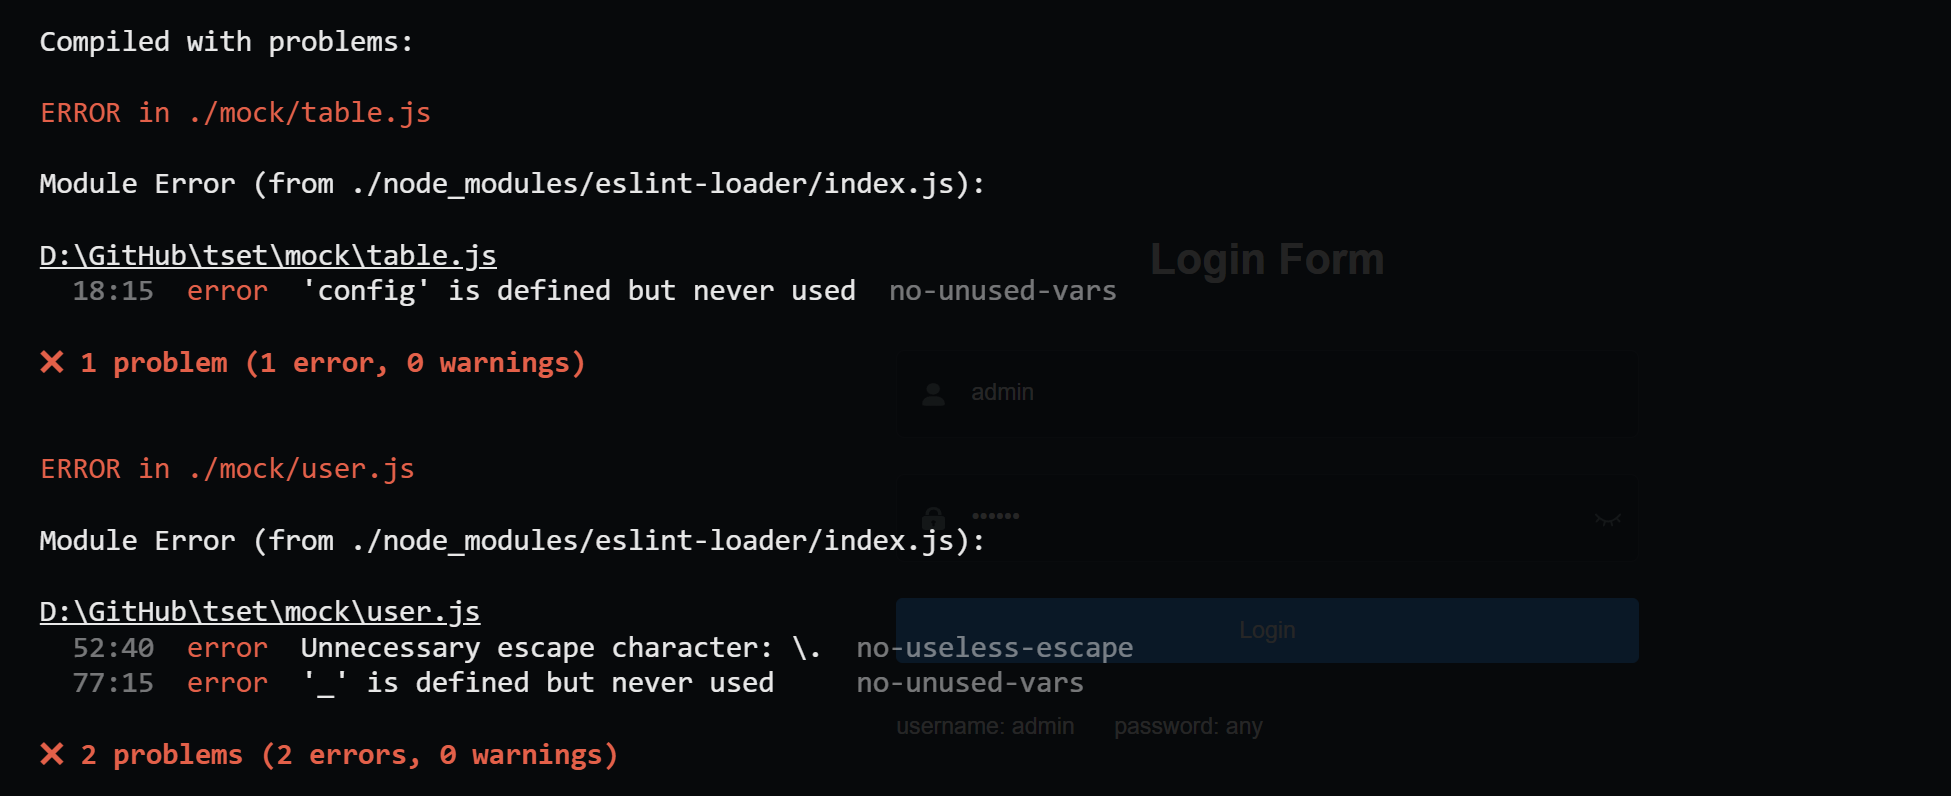 Compiled with problems:
ERROR in ./mock/table.js
Module Error (from ./node_modules/eslint-loader/index.js):
D:\GitHub\tset\mock\table.js
18:15 error 'config' is defined but never used no-unused-vars
❌ 1 problem (1 error, 0 warnings)
ERROR in ./mock/user.js
Module Error (from ./node_modules/eslint-loader/index.js):
D:\GitHub\tset\mock\user.js
52:40 error Unnecessary escape character: \. no-useless-escape
77:15 error '_' is defined but never used no-unused-vars
❌ 2 problems (2 errors, 0 warnings)
Login Form
admin
••••••
Login
username: admin password: any